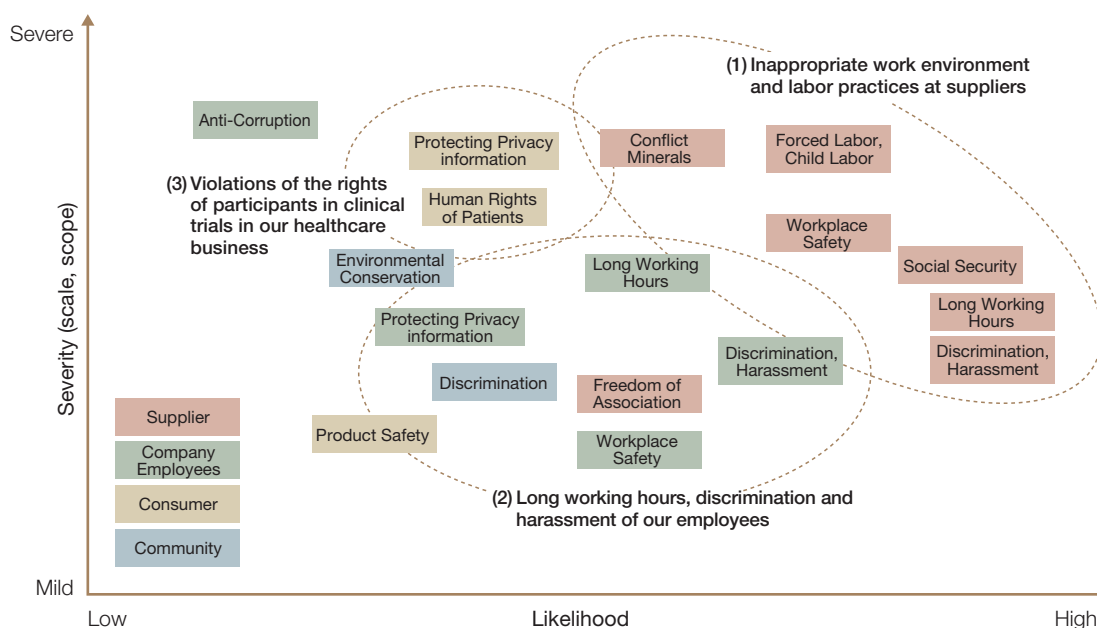 Severe
(1) Inappropriate work environment
and labor practices at suppliers
Anti-Corruption
Protecting Privacy
information
Conflict
Minerals
Forced Labor,
Child Labor
(3) Violations of the rights
of participants in clinical
trials in our healthcare
business
Human Rights
of Patients
Workplace
Safety
Environmental
Conservation
Long Working
Hours
Social Security
Protecting Privacy
information
Long Working
Hours
Discrimination,
Harassment
Discrimination,
Harassment
Discrimination
Freedom of
Association
Product Safety
Workplace
Safety
(2) Long working hours, discrimination and
harassment of our employees
Severity (scale, scope)
Supplier
Company
Employees
Consumer
Community
Mild
Low
Likelihood
High